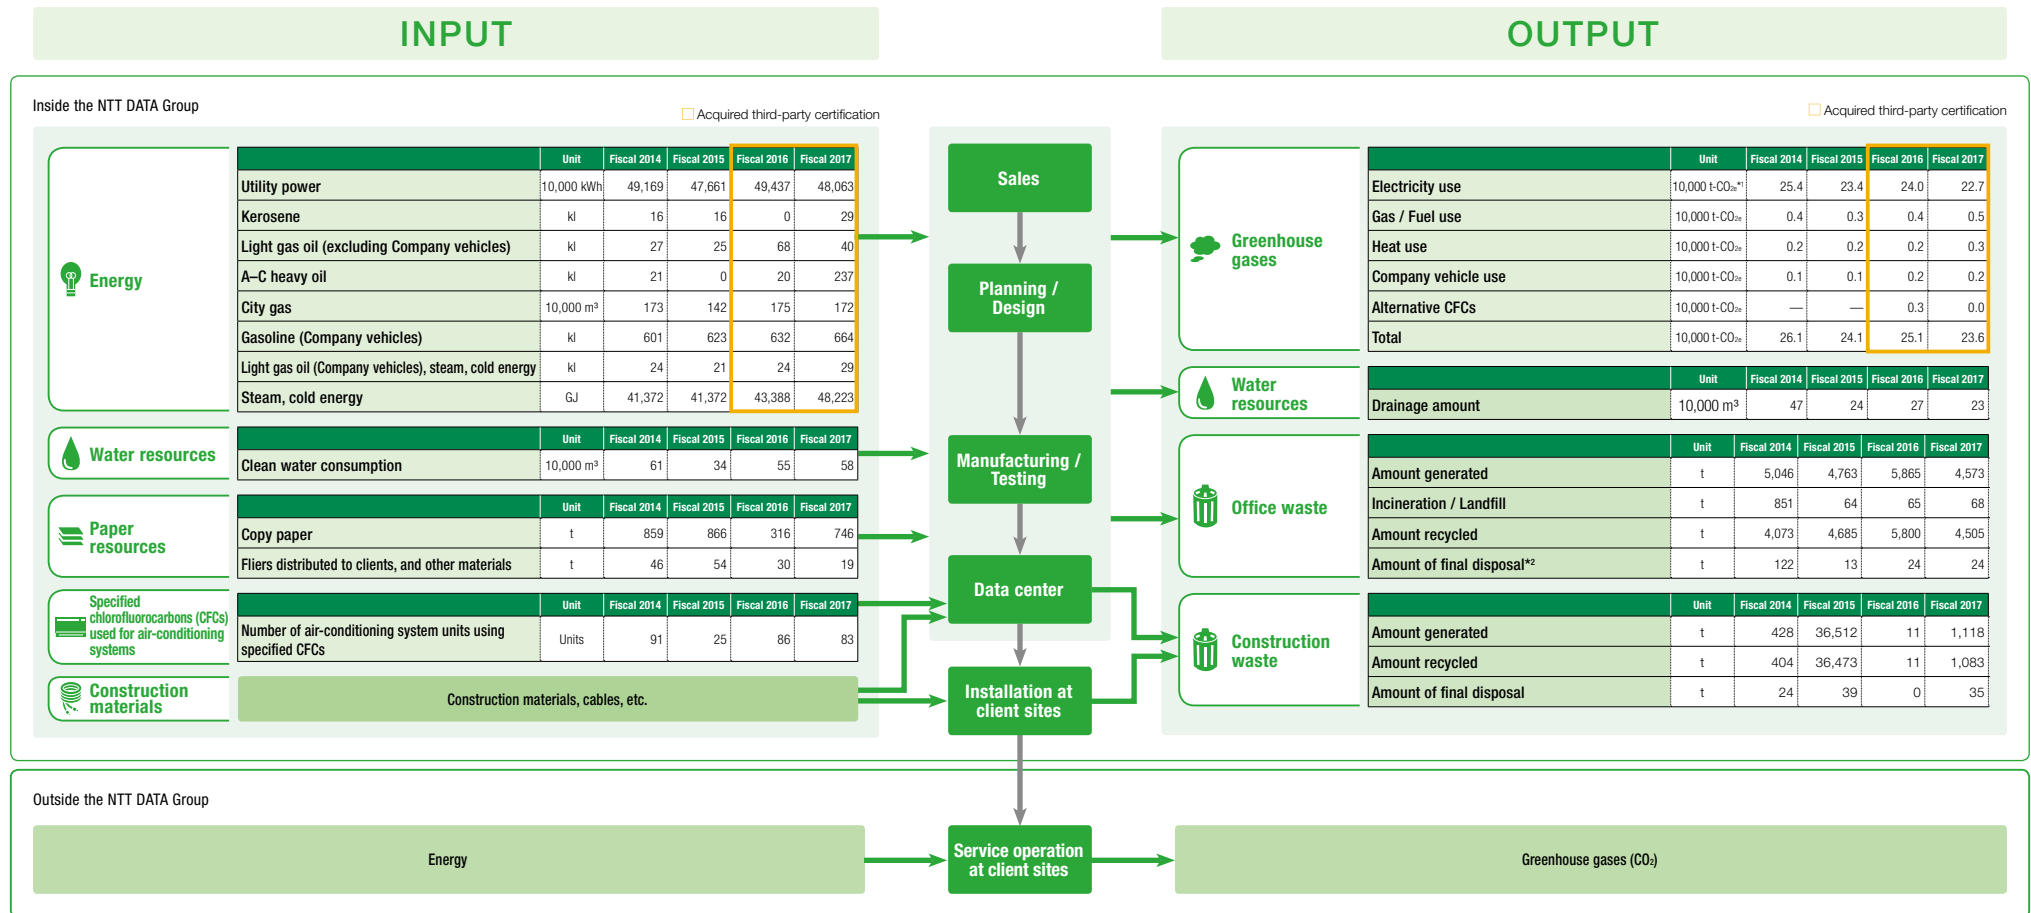 INPUT
OUTPUT
Inside the NTT DATA Group
Acquired third-party certification
Acquired third-party certification
Energy
Unit Fiscal 2014 Fiscal 2015 Fiscal 2016 Fiscal 2017
Utility power 10,000 kWh 49,169 47,661 49,437 48,063
Kerosene kl 16 16 0 29
Light gas oil (excluding Company vehicles) kl 27 25 68 40
A–C heavy oil kl 21 0 20 237
City gas 10,000 m³ 173 142 175 172
Gasoline (Company vehicles) kl 601 623 632 664
Light gas oil (Company vehicles), steam, cold energy kl 24 21 24 29
Steam, cold energy GJ 41,372 41,372 43,388 48,223
Water resources
Unit Fiscal 2014 Fiscal 2015 Fiscal 2016 Fiscal 2017
Clean water consumption 10,000 m³ 61 34 55 58
Paper
resources
Unit Fiscal 2014 Fiscal 2015 Fiscal 2016 Fiscal 2017
Copy paper t 859 866 316 746
Fliers distributed to clients, and other materials t 46 54 30 19
Specified
chlorofluorocarbons (CFCs)
used for air-conditioning
systems
Unit Fiscal 2014 Fiscal 2015 Fiscal 2016 Fiscal 2017
Number of air-conditioning system units using
specified CFCs Units 91 25 86 83
Construction
materials
Construction materials, cables, etc.
Sales
Planning /
Design
Manufacturing /
Testing
Data center
Installation at
client sites
Greenhouse
gases
Unit Fiscal 2014 Fiscal 2015 Fiscal 2016 Fiscal 2017
Electricity use 10,000 t-CO₂e*¹ 25.4 23.4 24.0 22.7
Gas / Fuel use 10,000 t-CO₂e 0.4 0.3 0.4 0.5
Heat use 10,000 t-CO₂e 0.2 0.2 0.2 0.3
Company vehicle use 10,000 t-CO₂e 0.1 0.1 0.2 0.2
Alternative CFCs 10,000 t-CO₂e — — 0.3 0.0
Total 10,000 t-CO₂e 26.1 24.1 25.1 23.6
Water
resources
Unit Fiscal 2014 Fiscal 2015 Fiscal 2016 Fiscal 2017
Drainage amount 10,000 m³ 47 24 27 23
Office waste
Unit Fiscal 2014 Fiscal 2015 Fiscal 2016 Fiscal 2017
Amount generated t 5,046 4,763 5,865 4,573
Incineration / Landfill t 851 64 65 68
Amount recycled t 4,073 4,685 5,800 4,505
Amount of final disposal*² t 122 13 24 24
Construction
waste
Unit Fiscal 2014 Fiscal 2015 Fiscal 2016 Fiscal 2017
Amount generated t 428 36,512 11 1,118
Amount recycled t 404 36,473 11 1,083
Amount of final disposal t 24 39 0 35
Outside the NTT DATA Group
Energy
Service operation
at client sites
Greenhouse gases (CO₂)